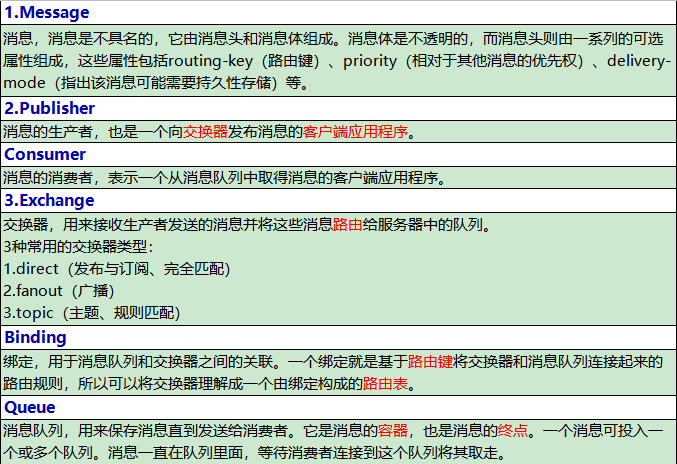 1.Message
消息，消息是不具名的，它由消息头和消息体组成。消息体是不透明的，而消息头则由一系列的可选
属性组成，这些属性包括routing-key（路由键）、priority（相对于其他消息的优先权）、delivery-
mode（指出该消息可能需要持久性存储）等。
2.Publisher
消息的生产者，也是一个向交换器发布消息的客户端应用程序。
Consumer
消息的消费者，表示一个从消息队列中取得消息的客户端应用程序。
3.Exchange
交换器，用来接收生产者发送的消息并将这些消息路由给服务器中的队列。
3种常用的交换器类型：
1.direct（发布与订阅、完全匹配）
2.fanout（广播）
3.topic（主题、规则匹配）
Binding
绑定，用于消息队列和交换器之间的关联。一个绑定就是基于路由键将交换器和消息队列连接起来的
路由规则，所以可以将交换器理解成一个由绑定构成的路由表。
Queue
消息队列，用来保存消息直到发送给消费者。它是消息的容器，也是消息的终点。一个消息可投入一
个或多个队列。消息一直在队列里面，等待消费者连接到这个队列将其取走。